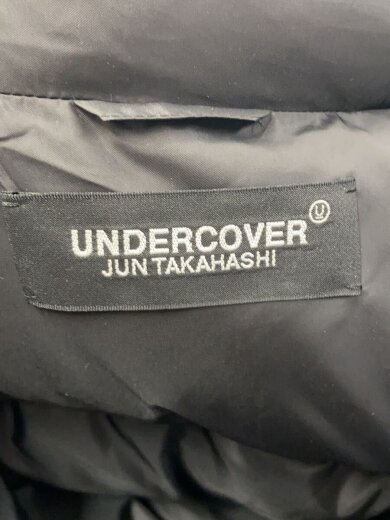 UNDERCOVER Ⓤ
JUN TAKAHASHI